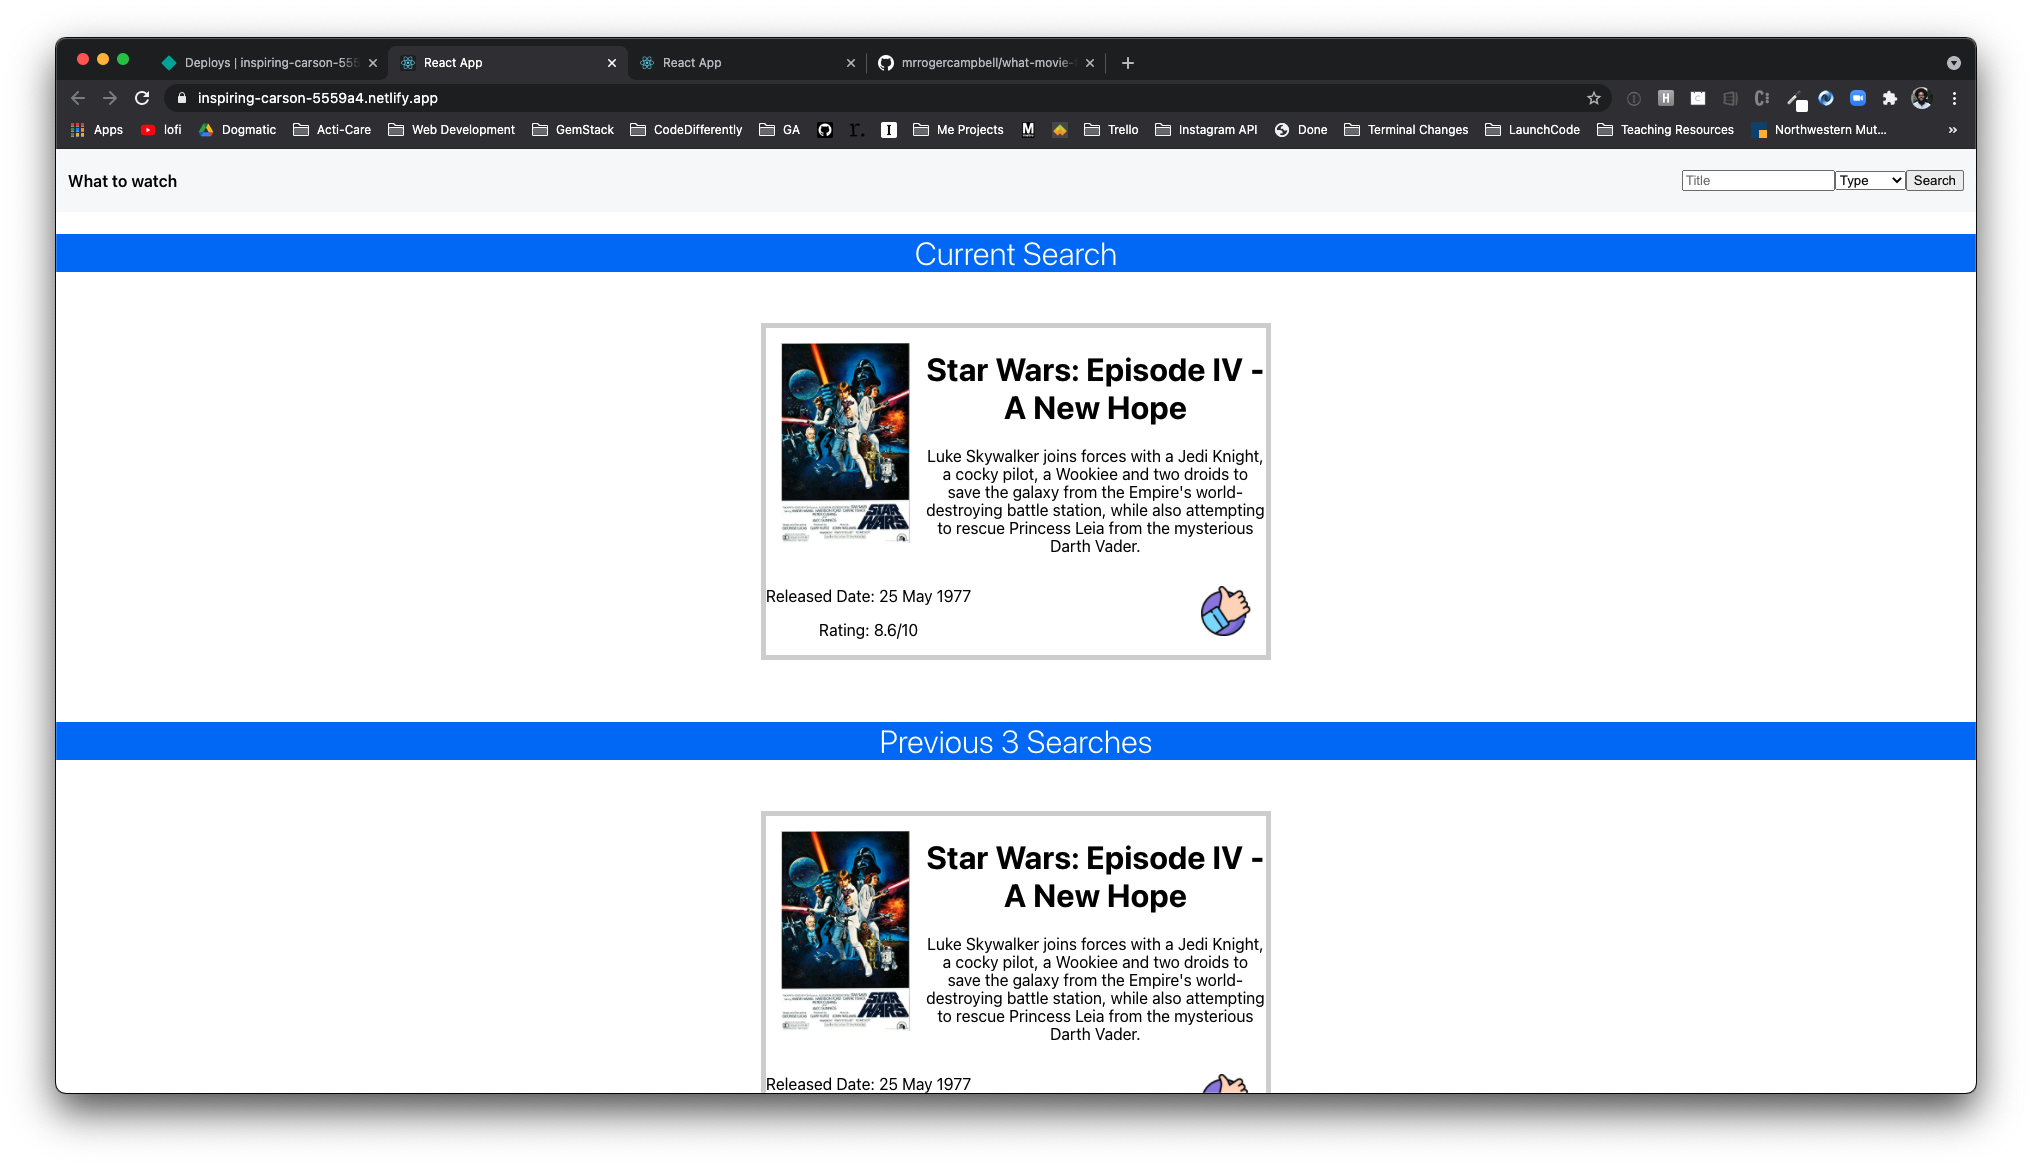 Deploys | inspiring-carson-555
React App
React App
mrrogercampbell/what-movie-
inspiring-carson-5559a4.netlify.app
Apps lofi Dogmatic Acti-Care Web Development GemStack CodeDifferently GA r. I Me Projects M Trello Instagram API Done Terminal Changes LaunchCode Teaching Resources Northwestern Mut... »
What to watch
Title Type Search
Current Search
Star Wars: Episode IV -
A New Hope
Luke Skywalker joins forces with a Jedi Knight,
a cocky pilot, a Wookiee and two droids to
save the galaxy from the Empire's world-
destroying battle station, while also attempting
to rescue Princess Leia from the mysterious
Darth Vader.
STAR
WARS
Released Date: 25 May 1977
Rating: 8.6/10
Previous 3 Searches
Star Wars: Episode IV -
A New Hope
Luke Skywalker joins forces with a Jedi Knight,
a cocky pilot, a Wookiee and two droids to
save the galaxy from the Empire's world-
destroying battle station, while also attempting
to rescue Princess Leia from the mysterious
Darth Vader.
STAR
WARS
Released Date: 25 May 1977